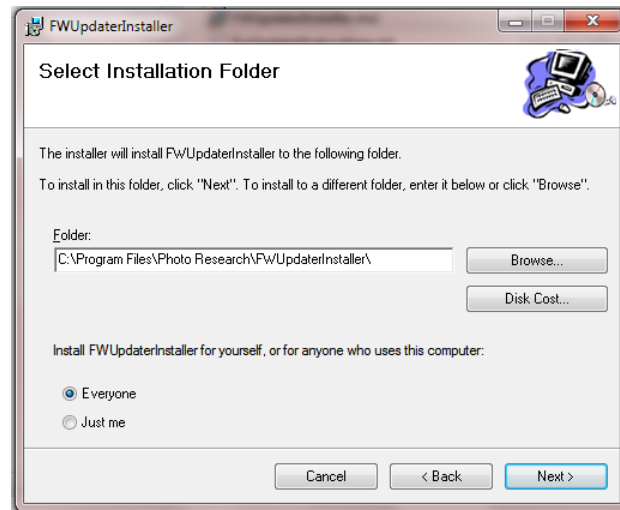 FWUpdaterInstaller
Select Installation Folder
The installer will install FWUpdaterInstaller to the following folder.
To install in this folder, click "Next". To install to a different folder, enter it below or click "Browse".
Folder:
C:\Program Files\Photo Research\FWUpdaterInstaller\
Browse...
Disk Cost...
Install FWUpdaterInstaller for yourself, or for anyone who uses this computer:
Everyone
Just me
Cancel
< Back
Next >